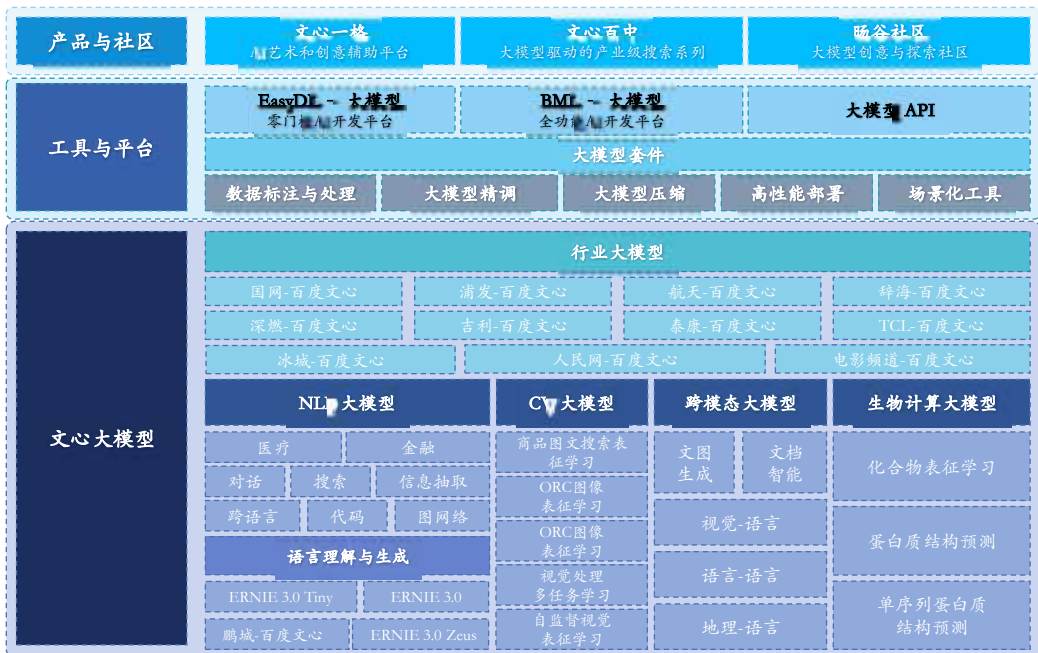 产品与社区
文心一格
AI艺术和创意辅助平台
文心百中
大模型驱动的产业级搜索系列
旸谷社区
大模型创意与探索社区
工具与平台
EasyDL - 大模型
零门槛AI开发平台
BML - 大模型
全功能AI开发平台
大模型 API
大模型套件
数据标注与处理
大模型精调
大模型压缩
高性能部署
场景化工具
文心大模型
行业大模型
国网-百度文心
浦发-百度文心
航天-百度文心
辞海-百度文心
深燃-百度文心
吉利-百度文心
泰康-百度文心
TCL-百度文心
冰城-百度文心
人民网-百度文心
电影频道-百度文心
NLP大模型
CV大模型
跨模态大模型
生物计算大模型
医疗
金融
对话
搜索
信息抽取
跨语言
代码
图网络
语言理解与生成
ERNIE 3.0 Tiny
ERNIE 3.0
鹏城-百度文心
ERNIE 3.0 Zeus
商品图文搜索表
征学习
ORC图像
表征学习
ORC图像
表征学习
视觉处理
多任务学习
自监督视觉
表征学习
文图
生成
文档
智能
视觉-语言
语言-语言
地理-语言
化合物表征学习
蛋白质结构预测
单序列蛋白质
结构预测